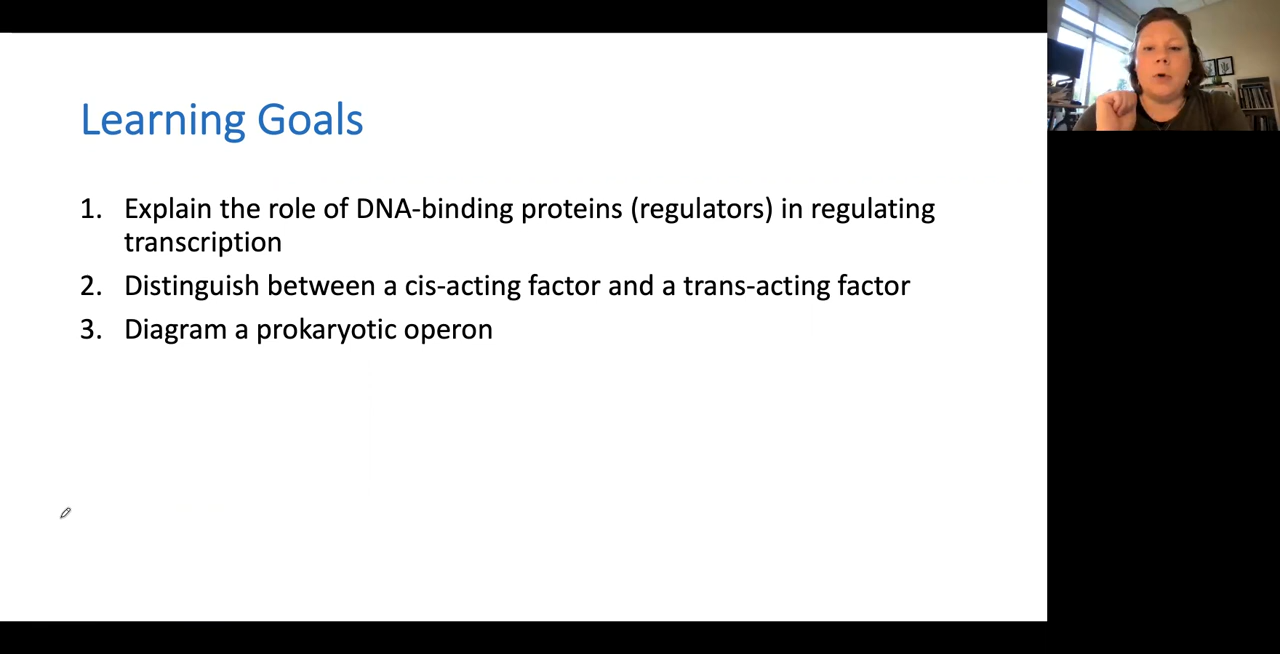 Learning Goals
1. Explain the role of DNA-binding proteins (regulators) in regulating
transcription
2. Distinguish between a cis-acting factor and a trans-acting factor
3. Diagram a prokaryotic operon